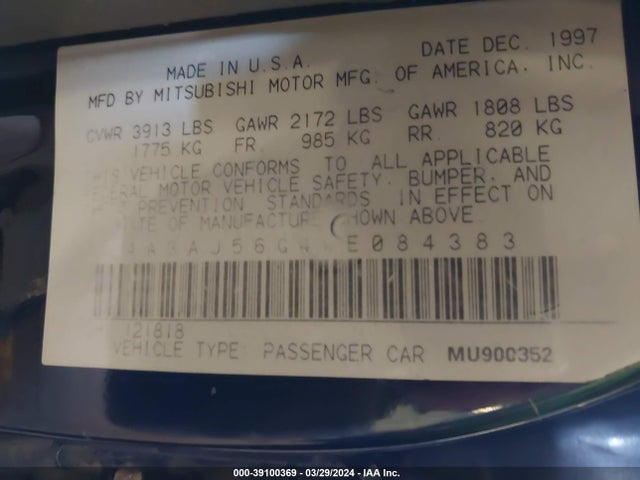 MADE IN U.S.A. DATE DEC. 1997
MFD BY MITSUBISHI MOTOR MFG. OF AMERICA. INC.
GVWR 3913 LBS GAWR 2172 LBS GAWR 1808 LBS
1775 KG FR. 985 KG RR. 820 KG
VEHICLE CONFORMS TO ALL APPLICABLE
MOTOR VEHICLE SAFETY, BUMPER, AND
PREVENTION STANDARDS IN EFFECT ON
OF MANUFACTURE SHOWN ABOVE
E084383
121818
VEHICLE TYPE: PASSENGER CAR MU900352
000-39100369 - 03/29/2024 - IAA Inc.